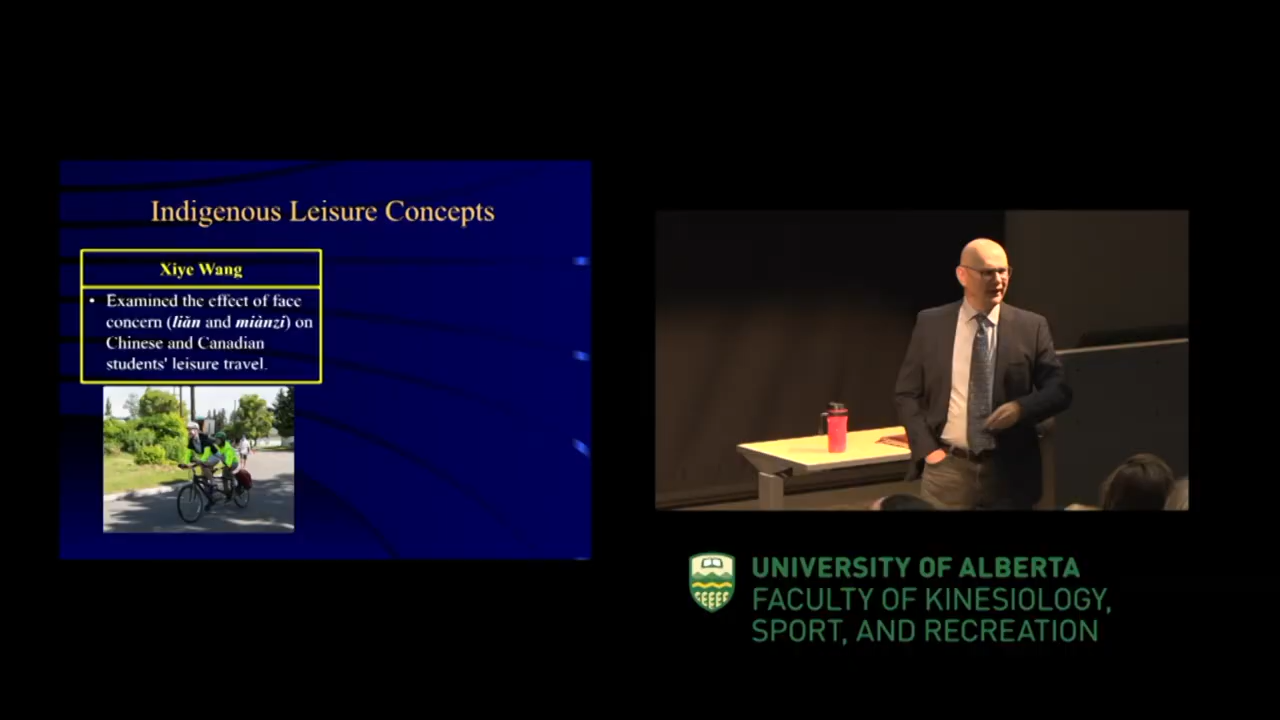 Indigenous Leisure Concepts
Xiye Wang
• Examined the effect of face
concern (liăn and miànzi) on
Chinese and Canadian
students' leisure travel.
UNIVERSITY OF ALBERTA
FACULTY OF KINESIOLOGY,
SPORT, AND RECREATION